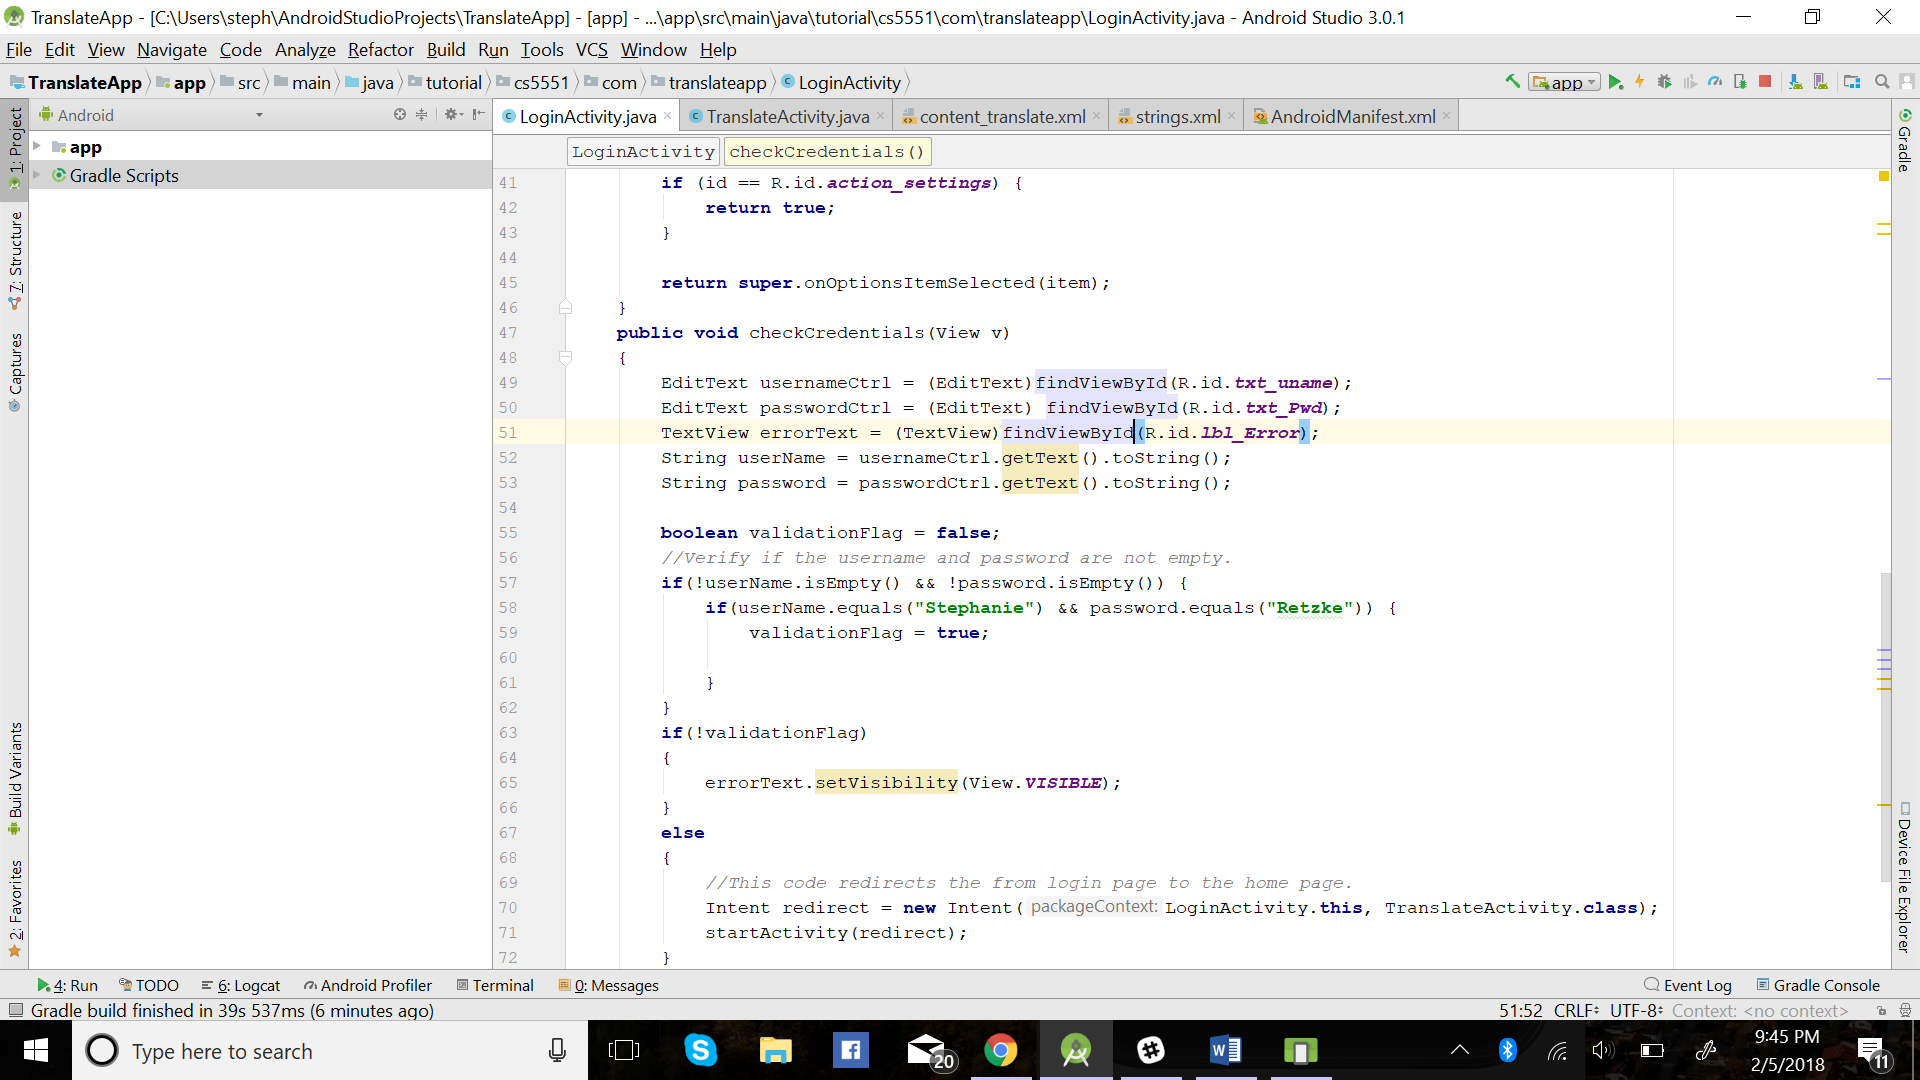 TranslateApp - [C:\Users\steph\AndroidStudioProjects\TranslateApp] - [app] - ...\app\src\main\java\tutorial\cs5551\com\translateapp\LoginActivity.java - Android Studio 3.0.1
File Edit View Navigate Code Analyze Refactor Build Run Tools VCS Window Help
TranslateApp app src main java tutorial cs5551 com translateapp LoginActivity app
Android
LoginActivity.java TranslateActivity.java content_translate.xml strings.xml AndroidManifest.xml
app
Gradle Scripts
1: Project
7: Structure
Captures
Build Variants
2: Favorites
LoginActivity checkCredentials()
41 if (id == R.id.action_settings) {
42 return true;
43 }
44
45 return super.onOptionsItemSelected(item);
46 }
47 public void checkCredentials(View v)
48 {
49 EditText usernameCtrl = (EditText)findViewById(R.id.txt_uname);
50 EditText passwordCtrl = (EditText) findViewById(R.id.txt_Pwd);
51 TextView errorText = (TextView)findViewById(R.id.lbl_Error);
52 String userName = usernameCtrl.getText().toString();
53 String password = passwordCtrl.getText().toString();
54
55 boolean validationFlag = false;
56 //Verify if the username and password are not empty.
57 if(!userName.isEmpty() && !password.isEmpty()) {
58 if(userName.equals("Stephanie") && password.equals("Retzke")) {
59 validationFlag = true;
60
61 }
62 }
63 if(!validationFlag)
64 {
65 errorText.setVisibility(View.VISIBLE);
66 }
67 else
68 {
69 //This code redirects the from login page to the home page.
70 Intent redirect = new Intent( packageContext: LoginActivity.this, TranslateActivity.class);
71 startActivity(redirect);
72 }
Gradle
Device File Explorer
4: Run TODO 6: Logcat Android Profiler Terminal 0: Messages Event Log Gradle Console
Gradle build finished in 39s 537ms (6 minutes ago) 51:52 CRLF UTF-8 Context: <no context>
Type here to search 20 9:45 PM
2/5/2018 11